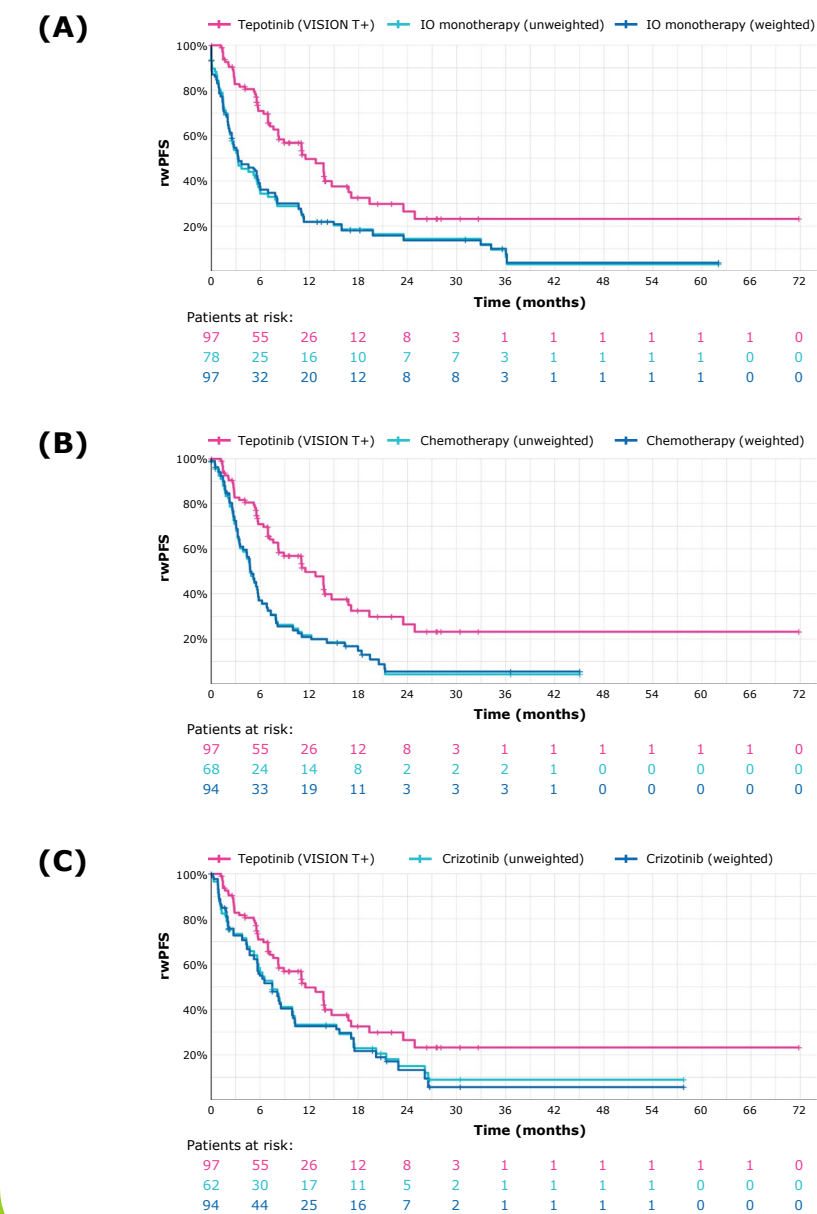 (A)
Tepotinib (VISION T+) IO monotherapy (unweighted) IO monotherapy (weighted)
100%
80%
60%
40%
20%
rwPFS
0 6 12 18 24 30 36 42 48 54 60 66 72
Time (months)
Patients at risk:
97 55 26 12 8 3 1 1 1 1 1 1 0
78 25 16 10 7 7 3 1 1 1 1 0 0
97 32 20 12 8 8 3 1 1 1 1 0 0
(B)
Tepotinib (VISION T+) Chemotherapy (unweighted) Chemotherapy (weighted)
100%
80%
60%
40%
20%
rwPFS
0 6 12 18 24 30 36 42 48 54 60 66 72
Time (months)
Patients at risk:
97 55 26 12 8 3 1 1 1 1 1 1 0
68 24 14 8 2 2 2 1 0 0 0 0 0
94 33 19 11 3 3 3 1 0 0 0 0 0
(C)
Tepotinib (VISION T+) Crizotinib (unweighted) Crizotinib (weighted)
100%
80%
60%
40%
20%
rwPFS
0 6 12 18 24 30 36 42 48 54 60 66 72
Time (months)
Patients at risk:
97 55 26 12 8 3 1 1 1 1 1 1 0
62 30 17 11 5 2 1 1 1 1 0 0 0
94 44 25 16 7 2 1 1 1 1 0 0 0